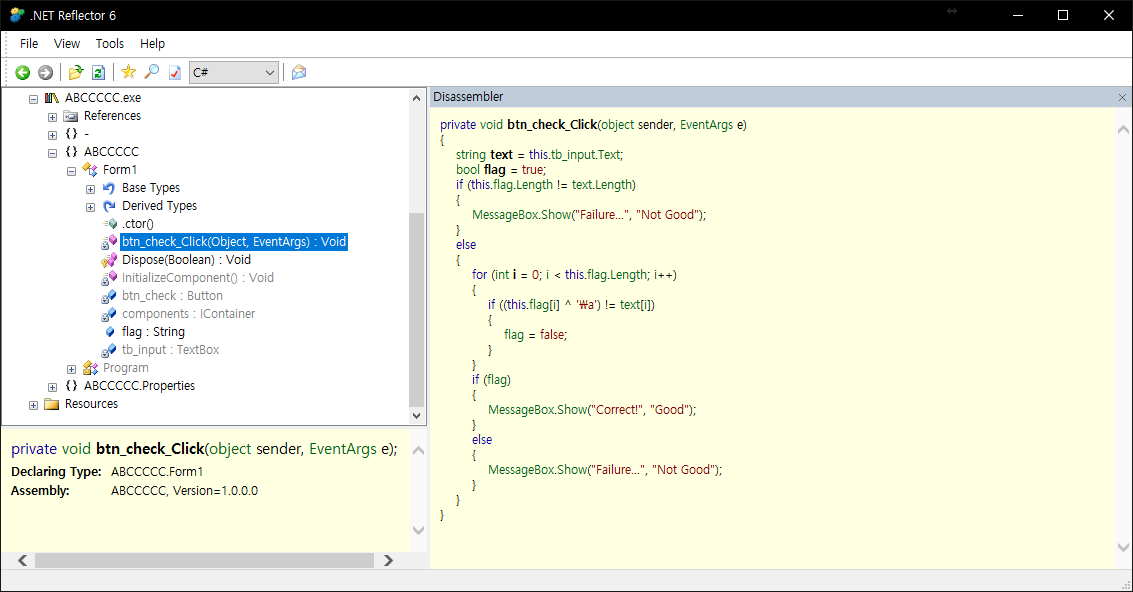 .NET Reflector 6
File View Tools Help
C#
ABCCCCC.exe
References
{} -
{} ABCCCCC
Form1
Base Types
Derived Types
.ctor()
btn_check_Click(Object, EventArgs) : Void
Dispose(Boolean) : Void
InitializeComponent() : Void
btn_check : Button
components : IContainer
flag : String
tb_input : TextBox
Program
{} ABCCCCC.Properties
Resources
private void btn_check_Click(object sender, EventArgs e);
Declaring Type: ABCCCCC.Form1
Assembly: ABCCCCC, Version=1.0.0.0
Disassembler
private void btn_check_Click(object sender, EventArgs e)
{
string text = this.tb_input.Text;
bool flag = true;
if (this.flag.Length != text.Length)
{
MessageBox.Show("Failure...", "Not Good");
}
else
{
for (int i = 0; i < this.flag.Length; i++)
{
if ((this.flag[i] ^ '₩a') != text[i])
{
flag = false;
}
}
if (flag)
{
MessageBox.Show("Correct!", "Good");
}
else
{
MessageBox.Show("Failure...", "Not Good");
}
}
}